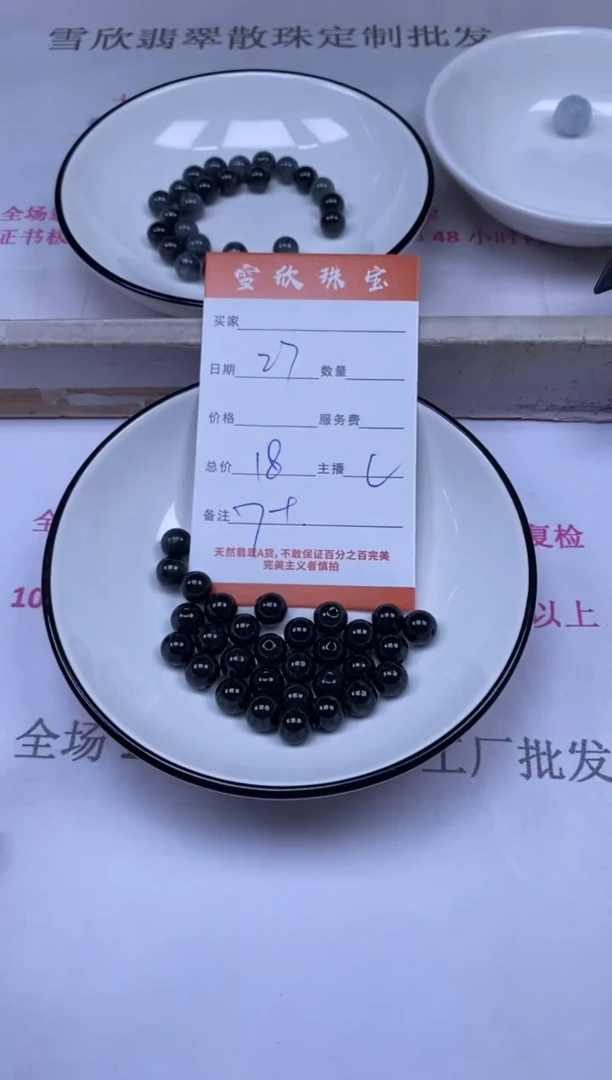 雪欣翡翠散珠定制批发
全场
证书
48 小时
雪欣珠宝
买家
日期 27 数量
价格 服务费
总价 18 主播
备注 7+
天然翡翠A货，不敢保证百分之百完美
完美主义者慎拍
复检
10
以上
全场
工厂批发